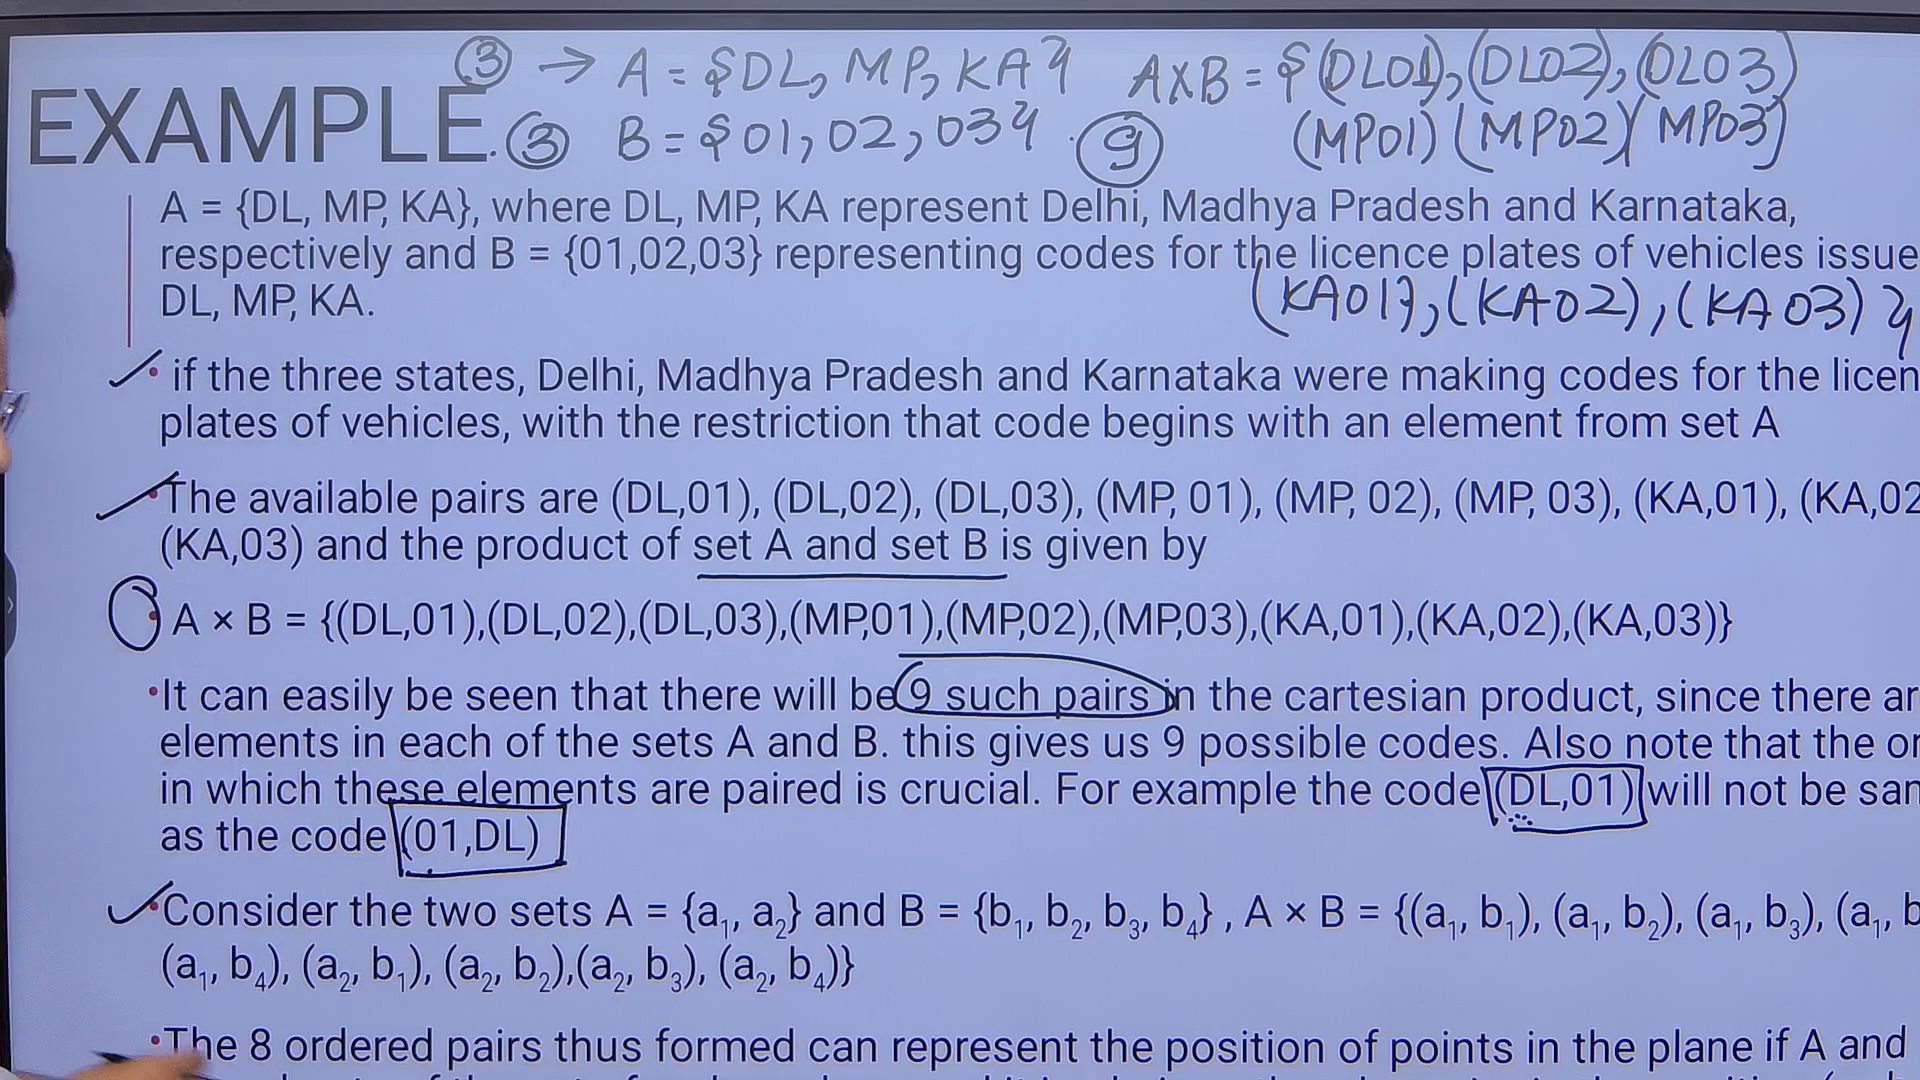 ③ → A = {DL, MP, KA} A×B = {(DL01), (DL02), (DL03)
EXAMPLE. ③ B = {01, 02, 03} . ⑨ (MP01) (MP02) (MP03)
A = {DL, MP, KA}, where DL, MP, KA represent Delhi, Madhya Pradesh and Karnataka,
respectively and B = {01,02,03} representing codes for the licence plates of vehicles issue
DL, MP, KA.
(KA01), (KA02), (KA03) }
• if the three states, Delhi, Madhya Pradesh and Karnataka were making codes for the licen
plates of vehicles, with the restriction that code begins with an element from set A
•The available pairs are (DL,01), (DL,02), (DL,03), (MP, 01), (MP, 02), (MP, 03), (KA,01), (KA,02
(KA,03) and the product of set A and set B is given by
• A × B = {(DL,01),(DL,02),(DL,03),(MP,01),(MP,02),(MP,03),(KA,01),(KA,02),(KA,03)}
•It can easily be seen that there will be 9 such pairs in the cartesian product, since there ar
elements in each of the sets A and B. this gives us 9 possible codes. Also note that the or
in which these elements are paired is crucial. For example the code (DL,01) will not be sam
as the code (01,DL)
•Consider the two sets A = {a₁, a₂} and B = {b₁, b₂, b₃, b₄} , A × B = {(a₁, b₁), (a₁, b₂), (a₁, b₃), (a₁, b
(a₁, b₄), (a₂, b₁), (a₂, b₂),(a₂, b₃), (a₂, b₄)}
•The 8 ordered pairs thus formed can represent the position of points in the plane if A and